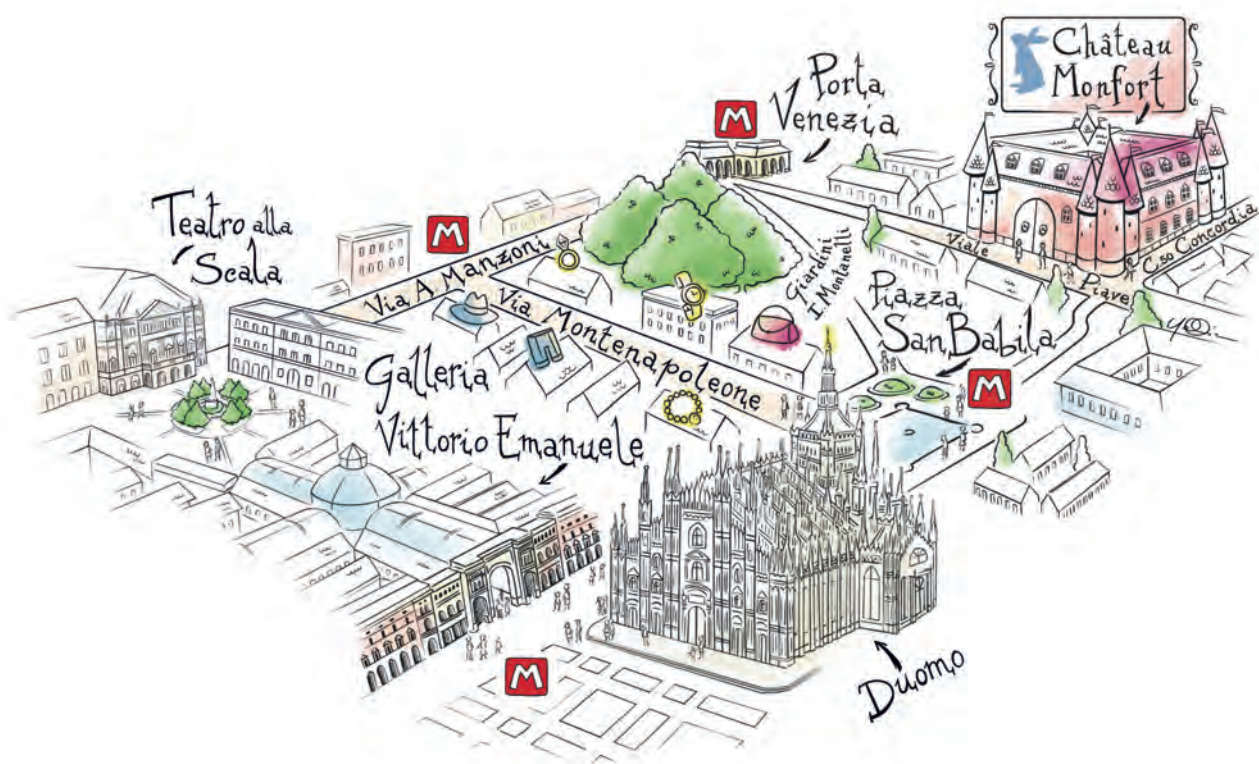 Château
Monfort
Porta
Venezia
M
Teatro alla
Scala
M
Via A. Manzoni
Via Montenapoleone
Giardini
I. Montanelli
Viale
Piave
C.so Concordia
Piazza
San Babila
M
Galleria
Vittorio Emanuele
M
Duomo